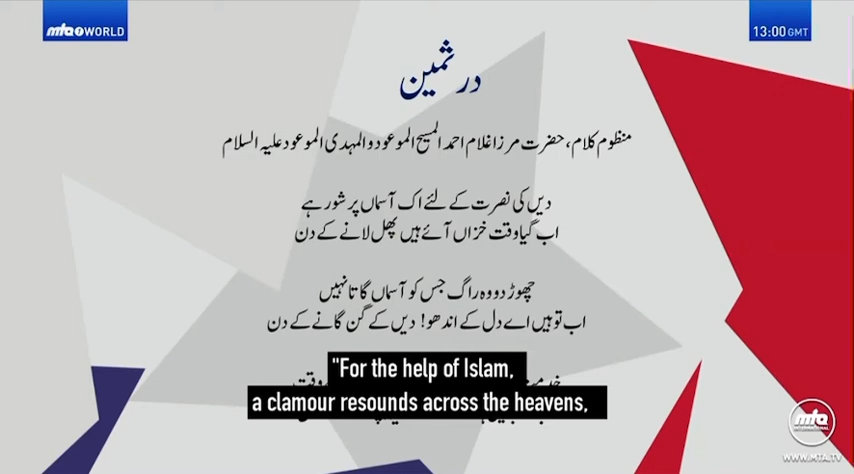 mta1 WORLD
13:00 GMT
در ثمین
منظوم کلام، حضرت مرزا غلام احمد المسیح الموعود والمہدی الموعود علیہ السلام
دیں کی نصرت کے لئے اک آسماں پر شور ہے
اب گیا وقت خزاں آئے ہیں پھل لانے کے دن
چھوڑ دو وہ راگ جس کو آسماں گاتا نہیں
اب تو ہیں اے دل کے اندھو! دیں کے گن گانے کے دن
"For the help of Islam,
a clamour resounds across the heavens,
mta
INTERNATIONAL
WWW.MTA.TV